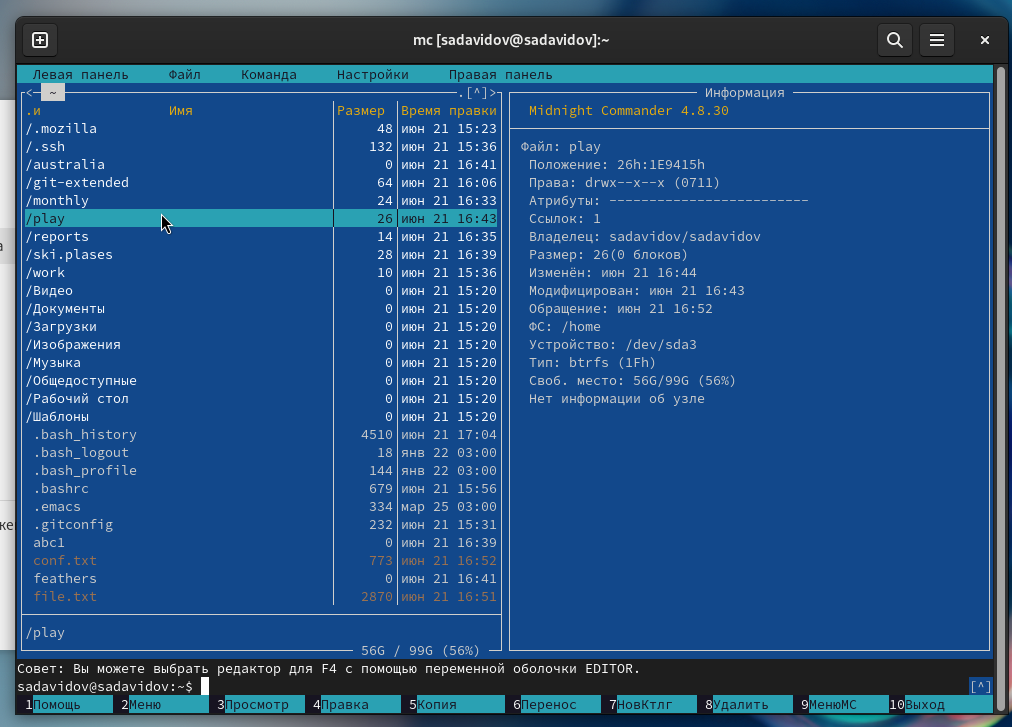 mc [sadavidov@sadavidov]:~
Левая панель Файл Команда Настройки Правая панель
<─ ~ .[^]> Информация
.и Имя Размер Время правки Midnight Commander 4.8.30
/.mozilla 48 июн 21 15:23
/.ssh 132 июн 21 15:36 Файл: play
/australia 0 июн 21 16:41 Положение: 26h:1E9415h
/git-extended 64 июн 21 16:06 Права: drwx--x--x (0711)
/monthly 24 июн 21 16:33 Атрибуты: -------------------------
/play 26 июн 21 16:43 Ссылок: 1
/reports 14 июн 21 16:35 Владелец: sadavidov/sadavidov
/ski.plases 28 июн 21 16:39 Размер: 26(0 блоков)
/work 10 июн 21 15:36 Изменён: июн 21 16:44
/Видео 0 июн 21 15:20 Модифицирован: июн 21 16:43
/Документы 0 июн 21 15:20 Обращение: июн 21 16:52
/Загрузки 0 июн 21 15:20 ФС: /home
/Изображения 0 июн 21 15:20 Устройство: /dev/sda3
/Музыка 0 июн 21 15:20 Тип: btrfs (1Fh)
/Общедоступные 0 июн 21 15:20 Своб. место: 56G/99G (56%)
/Рабочий стол 0 июн 21 15:20 Нет информации об узле
/Шаблоны 0 июн 21 15:20
.bash_history 4510 июн 21 17:04
.bash_logout 18 янв 22 03:00
.bash_profile 144 янв 22 03:00
.bashrc 679 июн 21 15:56
.emacs 334 мар 25 03:00
.gitconfig 232 июн 21 15:31
abc1 0 июн 21 16:39
conf.txt 773 июн 21 16:52
feathers 0 июн 21 16:41
file.txt 2870 июн 21 16:51
/play
56G / 99G (56%)
Совет: Вы можете выбрать редактор для F4 с помощью переменной оболочки EDITOR.
sadavidov@sadavidov:~$ [^]
1Помощь 2Меню 3Просмотр 4Правка 5Копия 6Перенос 7НовКтлг 8Удалить 9МенюМС 10Выход